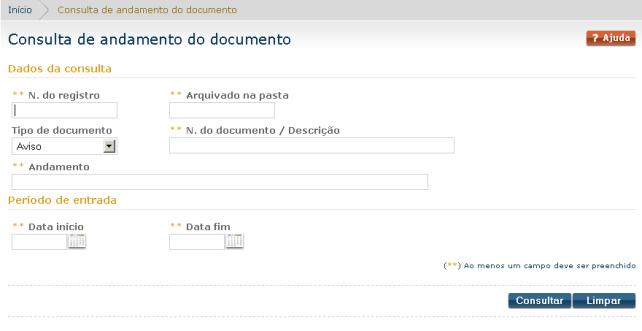 Início Consulta de andamento do documento
Consulta de andamento do documento
? Ajuda
Dados da consulta
** N. do registro ** Arquivado na pasta
Tipo de documento ** N. do documento / Descrição
Aviso
** Andamento
Período de entrada
** Data início ** Data fim
(**) Ao menos um campo deve ser preenchido
Consultar Limpar